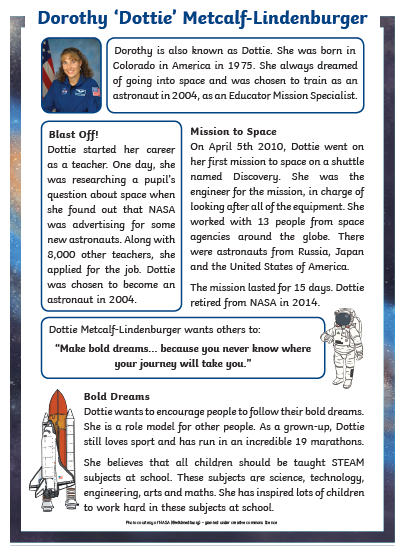 Dorothy ‘Dottie’ Metcalf-Lindenburger
Dorothy is also known as Dottie. She was born in
Colorado in America in 1975. She always dreamed
of going into space and was chosen to train as an
astronaut in 2004, as an Educator Mission Specialist.
Blast Off!
Dottie started her career
as a teacher. One day, she
was researching a pupil’s
question about space when
she found out that NASA
was advertising for some
new astronauts. Along with
8,000 other teachers, she
applied for the job. Dottie
was chosen to become an
astronaut in 2004.
Mission to Space
On April 5th 2010, Dottie went on
her first mission to space on a shuttle
named Discovery. She was the
engineer for the mission, in charge of
looking after all of the equipment. She
worked with 13 people from space
agencies around the globe. There
were astronauts from Russia, Japan
and the United States of America.
The mission lasted for 15 days. Dottie
retired from NASA in 2014.
Dottie Metcalf-Lindenburger wants others to:
“Make bold dreams... because you never know where
your journey will take you.”
Bold Dreams
Dottie wants to encourage people to follow their bold dreams.
She is a role model for other people. As a grown-up, Dottie
still loves sport and has run in an incredible 19 marathons.
She believes that all children should be taught STEAM
subjects at school. These subjects are science, technology,
engineering, arts and maths. She has inspired lots of children
to work hard in these subjects at school.
Photo courtesy of NASA - granted under creative commons licence